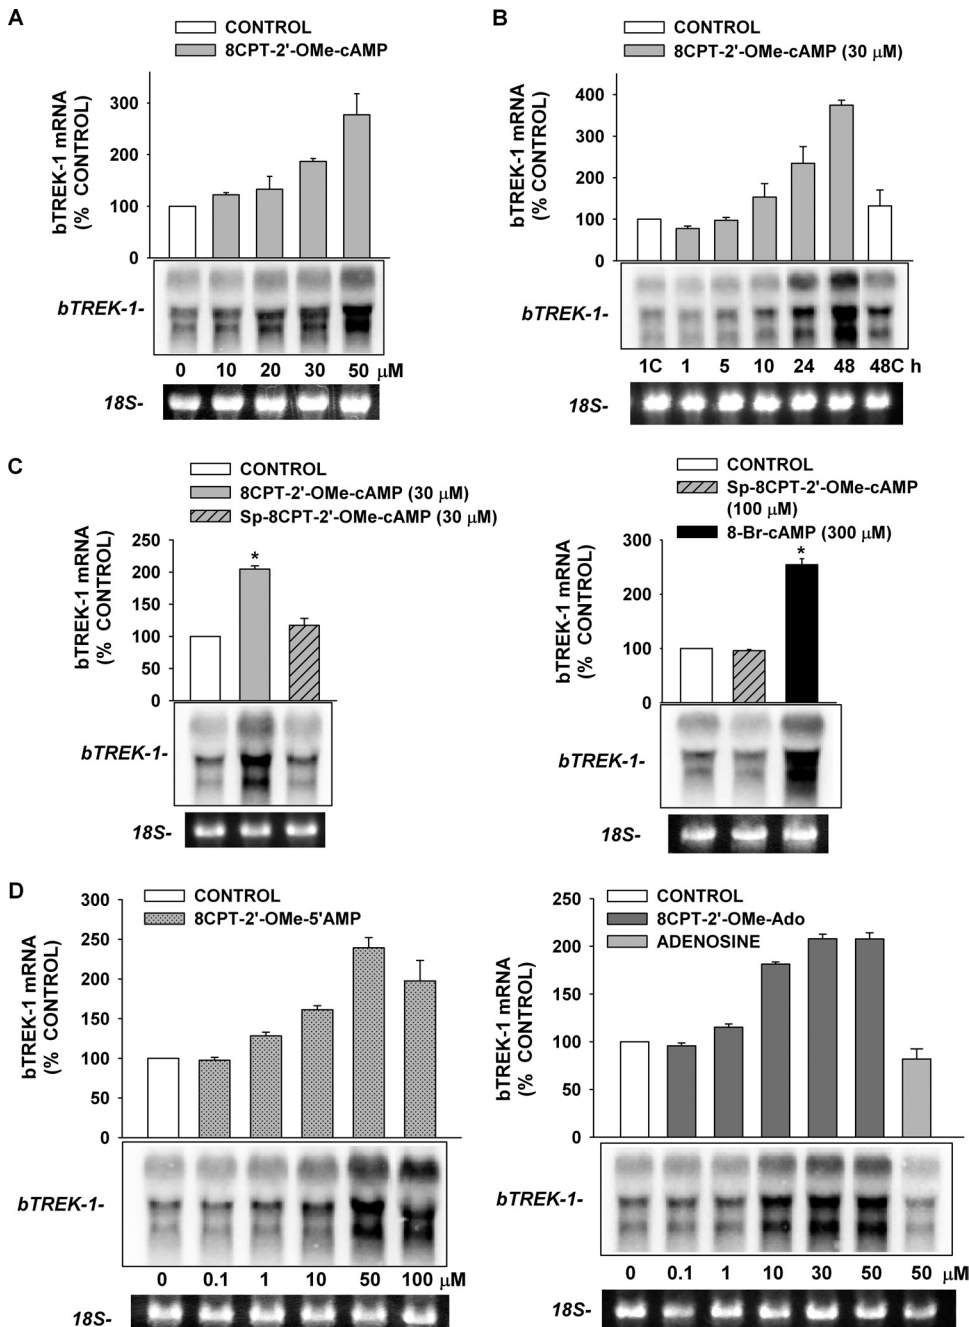 A
CONTROL
8CPT-2'-OMe-cAMP
bTREK-1 mRNA
(% CONTROL)
300
200
100
0
bTREK-1-
0 10 20 30 50 μM
18S-
B
CONTROL
8CPT-2'-OMe-cAMP (30 μM)
bTREK-1 mRNA
(% CONTROL)
400
300
200
100
0
bTREK-1-
1C 1 5 10 24 48 48C h
18S-
C
CONTROL
8CPT-2'-OMe-cAMP (30 μM)
Sp-8CPT-2'-OMe-cAMP (30 μM)
bTREK-1 mRNA
(% CONTROL)
250
200
150
100
50
0
*
bTREK-1-
18S-
CONTROL
Sp-8CPT-2'-OMe-cAMP
(100 μM)
8-Br-cAMP (300 μM)
bTREK-1 mRNA
(% CONTROL)
300
200
100
0
*
bTREK-1-
18S-
D
CONTROL
8CPT-2'-OMe-5'AMP
bTREK-1 mRNA
(% CONTROL)
300
250
200
150
100
50
0
bTREK-1-
0 0.1 1 10 50 100 μM
18S-
CONTROL
8CPT-2'-OMe-Ado
ADENOSINE
bTREK-1 mRNA
(% CONTROL)
250
200
150
100
50
0
bTREK-1-
0 0.1 1 10 30 50 50 μM
18S-